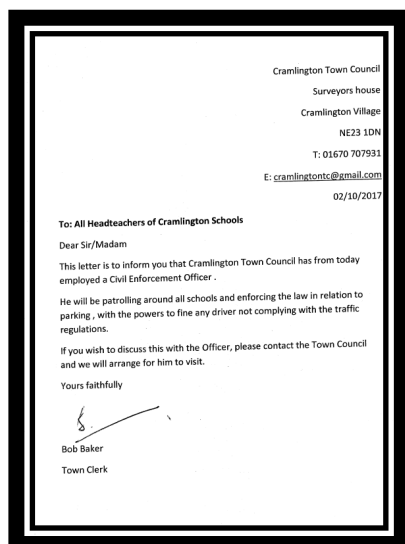 Cramlington Town Council
Surveyors house
Cramlington Village
NE23 1DN
T: 01670 707931
E: cramlingtontc@gmail.com
02/10/2017
To: All Headteachers of Cramlington Schools
Dear Sir/Madam
This letter is to inform you that Cramlington Town Council has from today
employed a Civil Enforcement Officer .
He will be patrolling around all schools and enforcing the law in relation to
parking , with the powers to fine any driver not complying with the traffic
regulations.
If you wish to discuss this with the Officer, please contact the Town Council
and we will arrange for him to visit.
Yours faithfully
Bob Baker
Town Clerk